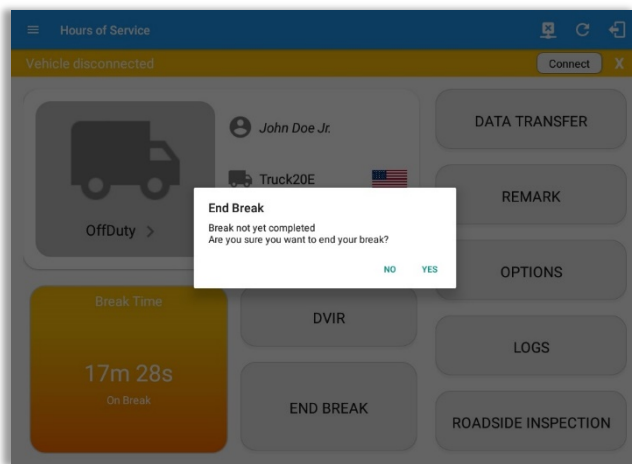 Hours of Service
Vehicle disconnected
Connect
X
John Doe Jr.
Truck20E
OffDuty >
DATA TRANSFER
REMARK
OPTIONS
LOGS
ROADSIDE INSPECTION
End Break
Break not yet completed
Are you sure you want to end your break?
NO YES
Break Time
17m 28s
On Break
DVIR
END BREAK